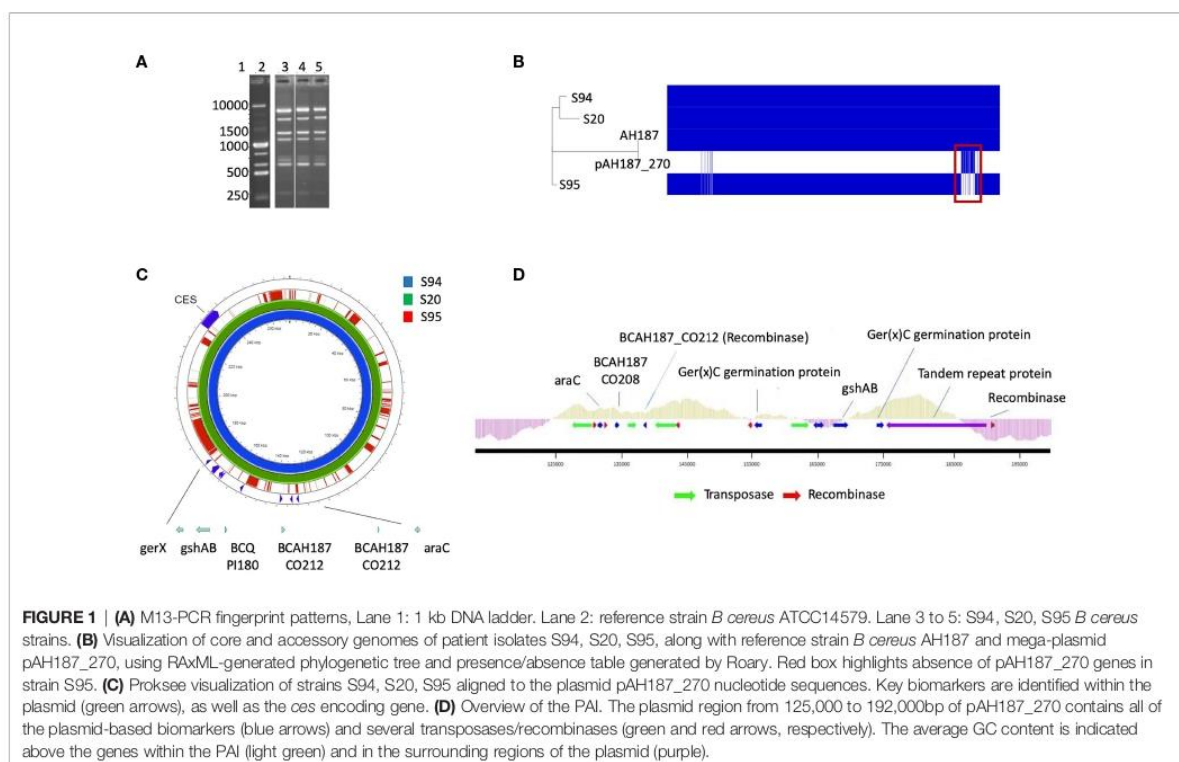 A
1 2 3 4 5
10000
1500
1000
500
250
B
S94
S20
AH187
pAH187_270
S95
C
CES
S94
S20
S95
gerX gshAB BCQ BCAH187 BCAH187 araC
PI180 CO212 CO212
D
BCAH187_CO212 (Recombinase)
Ger(x)C germination protein
BCAH187
CO208
araC
Ger(x)C germination protein
gshAB
Tandem repeat protein
Recombinase
Transposase Recombinase
FIGURE 1 | (A) M13-PCR fingerprint patterns, Lane 1: 1 kb DNA ladder. Lane 2: reference strain B cereus ATCC14579. Lane 3 to 5: S94, S20, S95 B cereus
strains. (B) Visualization of core and accessory genomes of patient isolates S94, S20, S95, along with reference strain B cereus AH187 and mega-plasmid
pAH187_270, using RAxML-generated phylogenetic tree and presence/absence table generated by Roary. Red box highlights absence of pAH187_270 genes in
strain S95. (C) Proksee visualization of strains S94, S20, S95 aligned to the plasmid pAH187_270 nucleotide sequences. Key biomarkers are identified within the
plasmid (green arrows), as well as the ces encoding gene. (D) Overview of the PAI. The plasmid region from 125,000 to 192,000bp of pAH187_270 contains all of
the plasmid-based biomarkers (blue arrows) and several transposases/recombinases (green and red arrows, respectively). The average GC content is indicated
above the genes within the PAI (light green) and in the surrounding regions of the plasmid (purple).